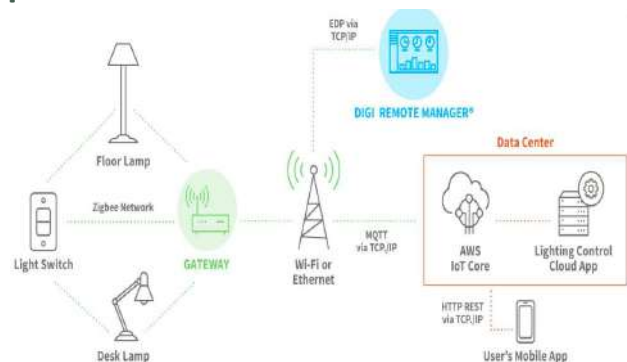 EDP via
TCP/IP
DIGI REMOTE MANAGER®
Floor Lamp
Data Center
Zigbee Network
Light Switch
GATEWAY
Wi-Fi or
Ethernet
MQTT
via TCP/IP
AWS
IoT Core
Lighting Control
Cloud App
HTTP REST
via TCP/IP
Desk Lamp
User's Mobile App